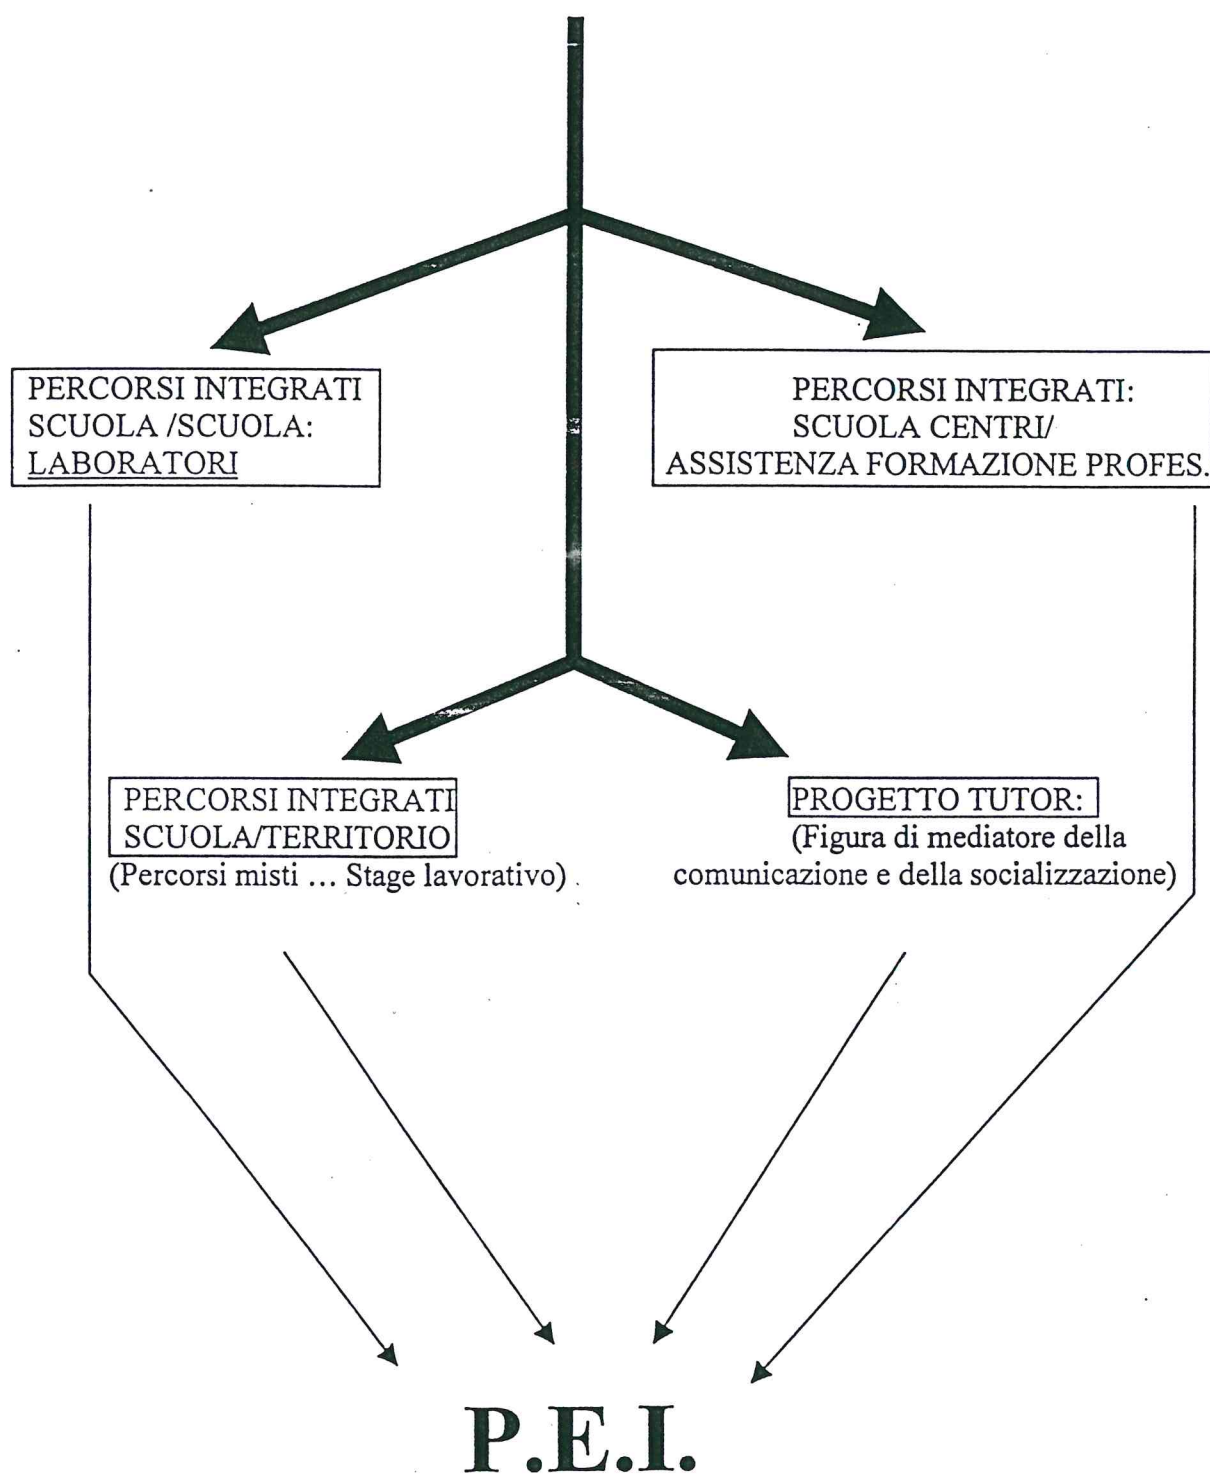 PERCORSI INTEGRATI
SCUOLA /SCUOLA:
LABORATORI
PERCORSI INTEGRATI:
SCUOLA CENTRI/
ASSISTENZA FORMAZIONE PROFES.
PERCORSI INTEGRATI
SCUOLA/TERRITORIO
(Percorsi misti ... Stage lavorativo)
PROGETTO TUTOR:
(Figura di mediatore della
comunicazione e della socializzazione)
P.E.I.